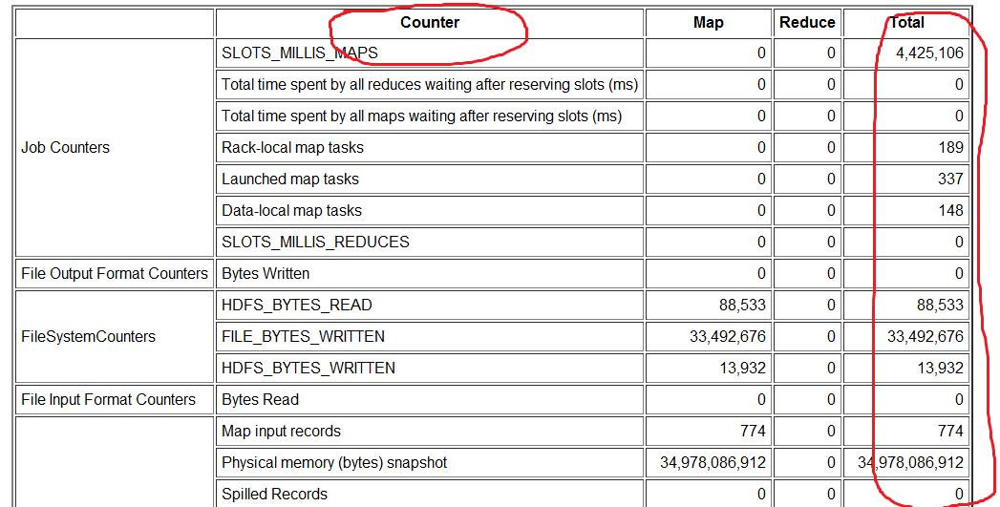 Counter Map Reduce Total
SLOTS_MILLIS_MAPS 0 0 4,425,106
Total time spent by all reduces waiting after reserving slots (ms) 0 0 0
Total time spent by all maps waiting after reserving slots (ms) 0 0 0
Job Counters Rack-local map tasks 0 0 189
Launched map tasks 0 0 337
Data-local map tasks 0 0 148
SLOTS_MILLIS_REDUCES 0 0 0
File Output Format Counters Bytes Written 0 0 0
HDFS_BYTES_READ 88,533 0 88,533
FileSystemCounters FILE_BYTES_WRITTEN 33,492,676 0 33,492,676
HDFS_BYTES_WRITTEN 13,932 0 13,932
File Input Format Counters Bytes Read 0 0 0
Map input records 774 0 774
Physical memory (bytes) snapshot 34,978,086,912 0 34,978,086,912
Spilled Records 0 0 0